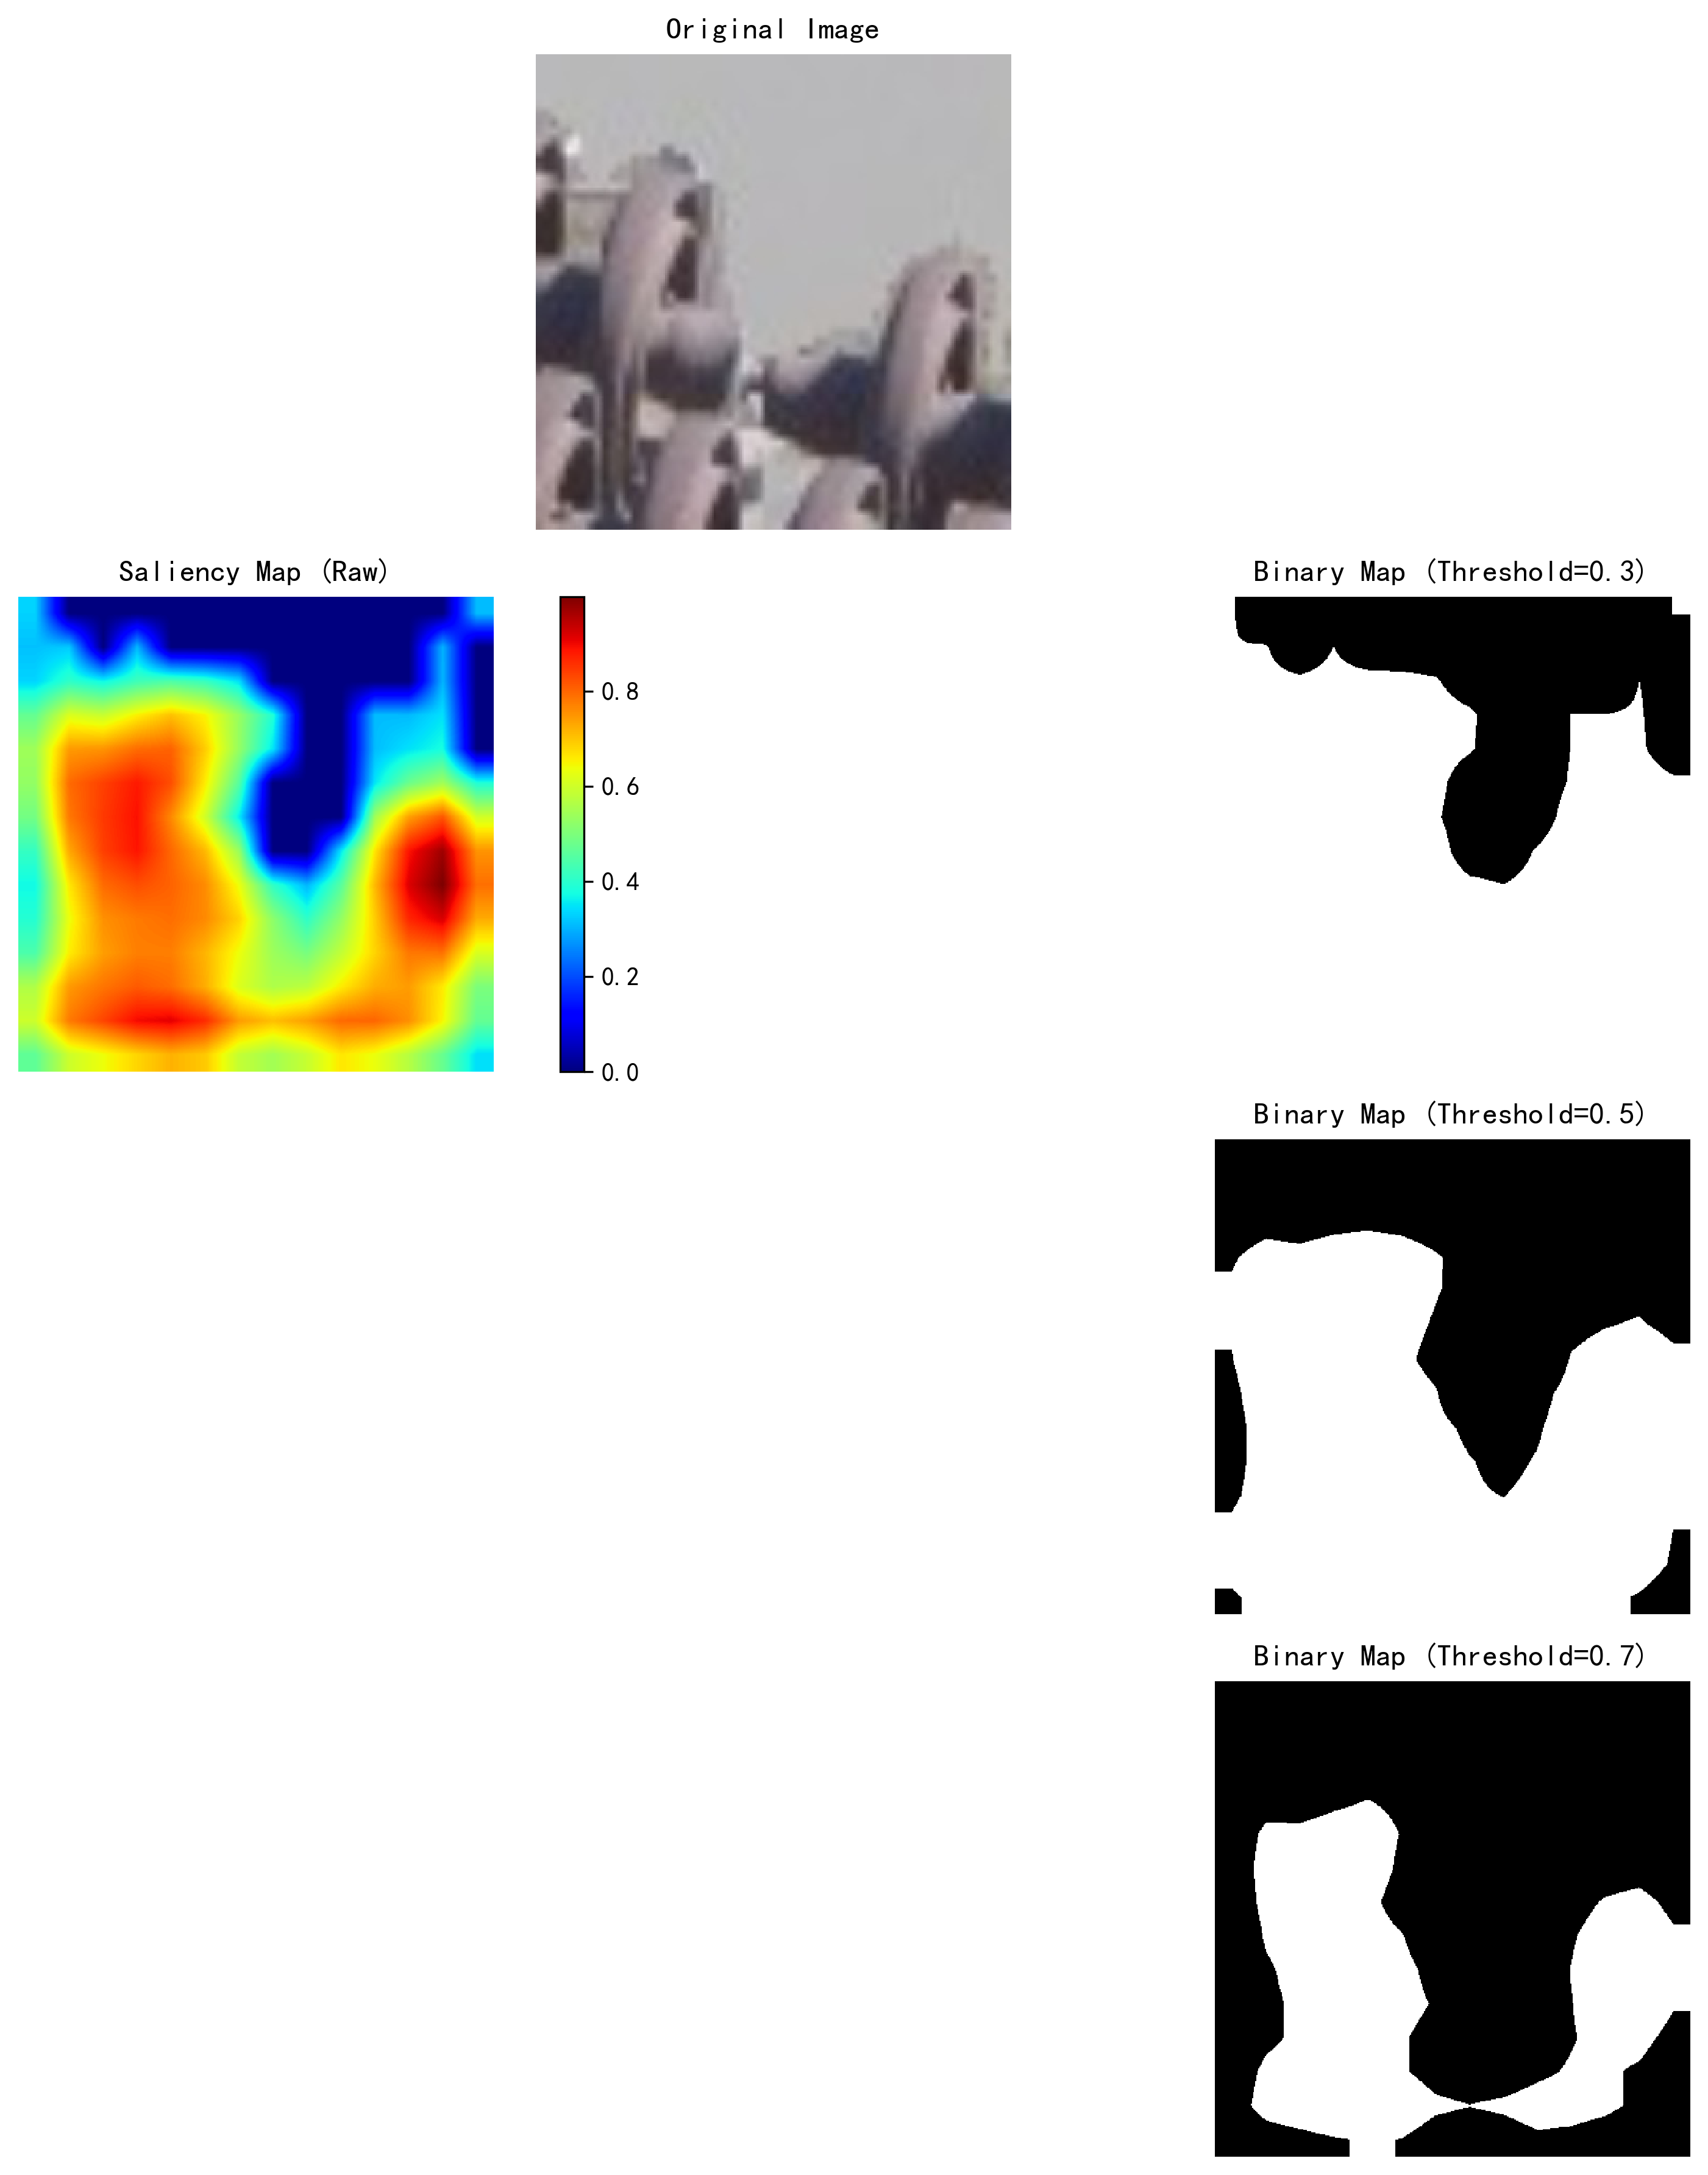 Original Image
Saliency Map (Raw)
Binary Map (Threshold=0.3)
0.8
0.6
0.4
0.2
0.0
Binary Map (Threshold=0.5)
Binary Map (Threshold=0.7)